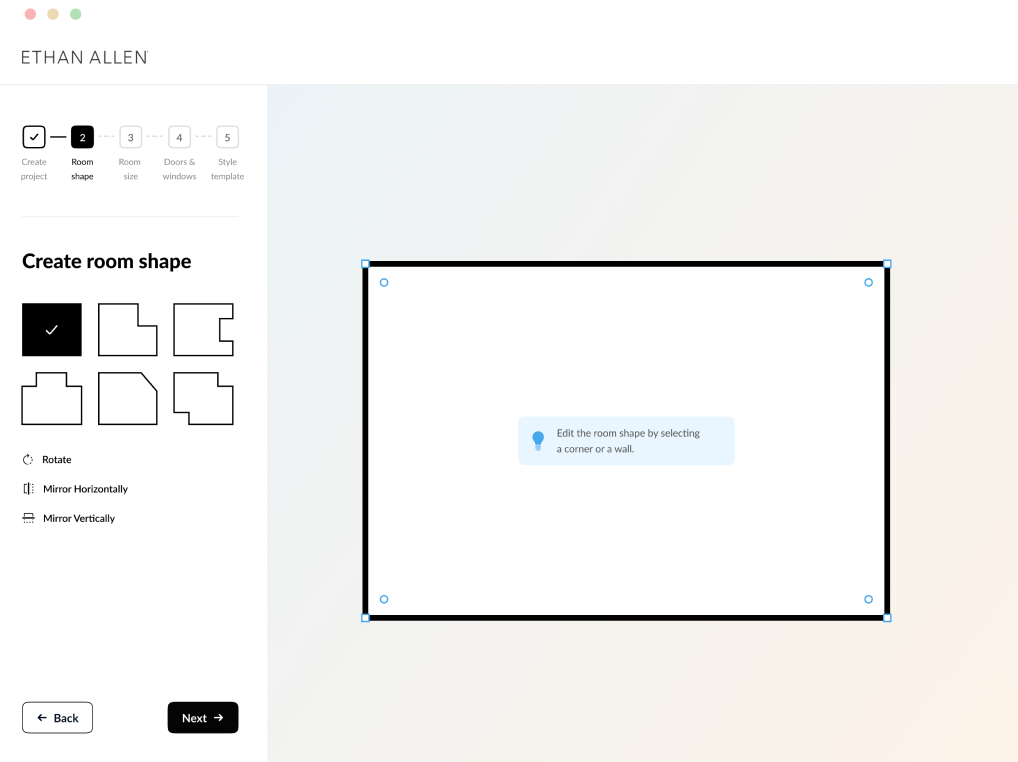 ETHAN ALLEN
2
3
4
5
Create
project
Room
shape
Room
size
Doors &
windows
Style
template
Create room shape
Rotate
Mirror Horizontally
Mirror Vertically
Edit the room shape by selecting
a corner or a wall.
Back
Next